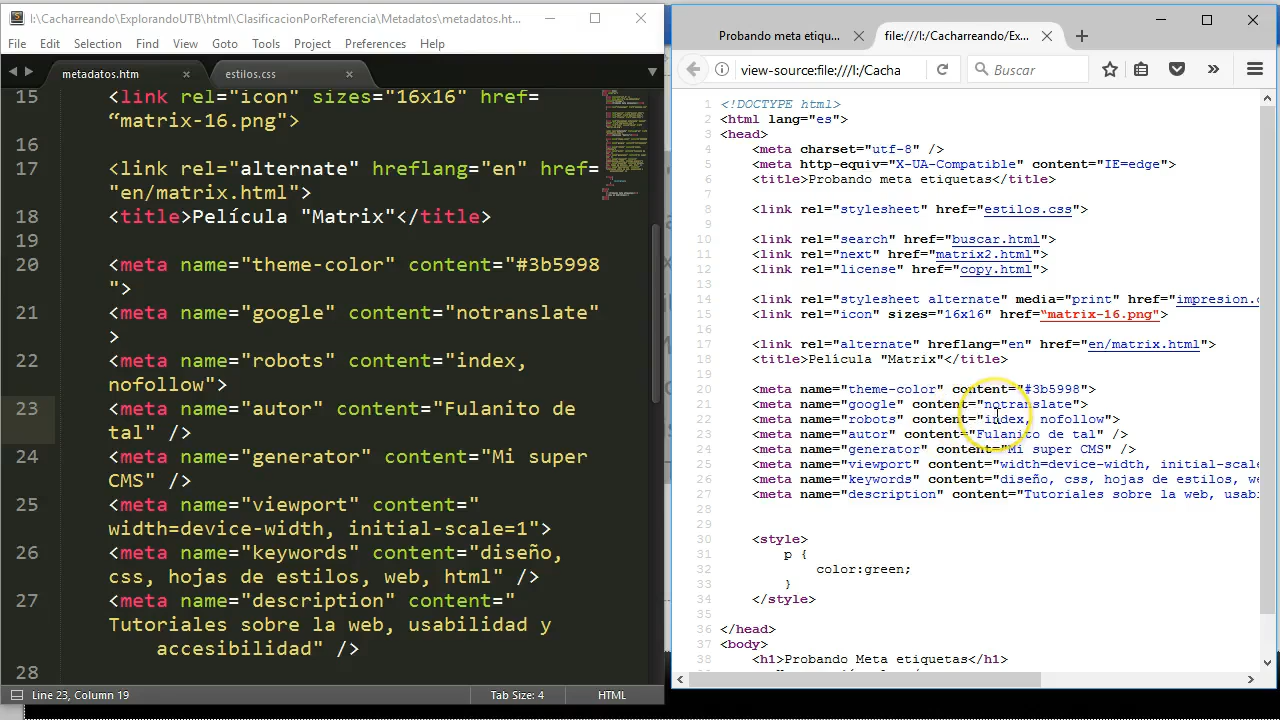 I:\Cacharreando\ExplorandoUTB\html\ClasificacionPorReferencia\Metadatos\metadatos.ht...
File Edit Selection Find View Goto Tools Project Preferences Help
metadatos.htm
estilos.css
15 <link rel="icon" sizes="16x16" href=
“matrix-16.png">
16
17 <link rel="alternate" hreflang="en" href=
"en/matrix.html">
18 <title>Película "Matrix"</title>
19
20 <meta name="theme-color" content="#3b5998
">
21 <meta name="google" content="notranslate"
>
22 <meta name="robots" content="index,
nofollow">
23 <meta name="autor" content="Fulanito de
tal" />
24 <meta name="generator" content="Mi super
CMS" />
25 <meta name="viewport" content="
width=device-width, initial-scale=1">
26 <meta name="keywords" content="diseño,
css, hojas de estilos, web, html" />
27 <meta name="description" content="
Tutoriales sobre la web, usabilidad y
accesibilidad" />
28
Line 23, Column 19
Tab Size: 4
HTML
Probando meta etiqu...
file:///I:/Cacharreando/Ex...
view-source:file:///I:/Cacha
Buscar
1 <!DOCTYPE html>
2 <html lang="es">
3 <head>
4 <meta charset="utf-8" />
5 <meta http-equiv="X-UA-Compatible" content="IE=edge">
6 <title>Probando meta etiquetas</title>
7
8 <link rel="stylesheet" href="estilos.css">
9
10 <link rel="search" href="buscar.html">
11 <link rel="next" href="matrix2.html">
12 <link rel="license" href="copy.html">
13
14 <link rel="stylesheet alternate" media="print" href="impresion.c
15 <link rel="icon" sizes="16x16" href=“matrix-16.png">
16
17 <link rel="alternate" hreflang="en" href="en/matrix.html">
18 <title>Película "Matrix"</title>
19
20 <meta name="theme-color" content="#3b5998">
21 <meta name="google" content="notranslate">
22 <meta name="robots" content="index, nofollow">
23 <meta name="autor" content="Fulanito de tal" />
24 <meta name="generator" content="Mi super CMS" />
25 <meta name="viewport" content="width=device-width, initial-scale
26 <meta name="keywords" content="diseño, css, hojas de estilos, we
27 <meta name="description" content="Tutoriales sobre la web, usabi
28
29
30 <style>
31 p {
32 color:green;
33 }
34 </style>
35
36 </head>
37 <body>
38 <h1>Probando Meta etiquetas</h1>